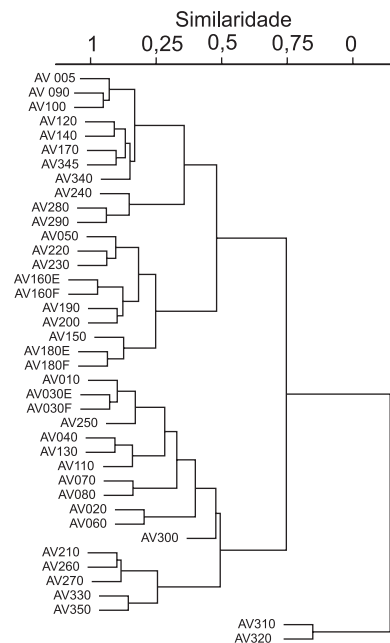 Similaridade
1 0,25 0,5 0,75 0
AV 005
AV 090
AV100
AV120
AV140
AV170
AV345
AV340
AV240
AV280
AV290
AV050
AV220
AV230
AV160E
AV160F
AV190
AV200
AV150
AV180E
AV180F
AV010
AV030E
AV030F
AV250
AV040
AV130
AV110
AV070
AV080
AV020
AV060
AV300
AV210
AV260
AV270
AV330
AV350
AV310
AV320